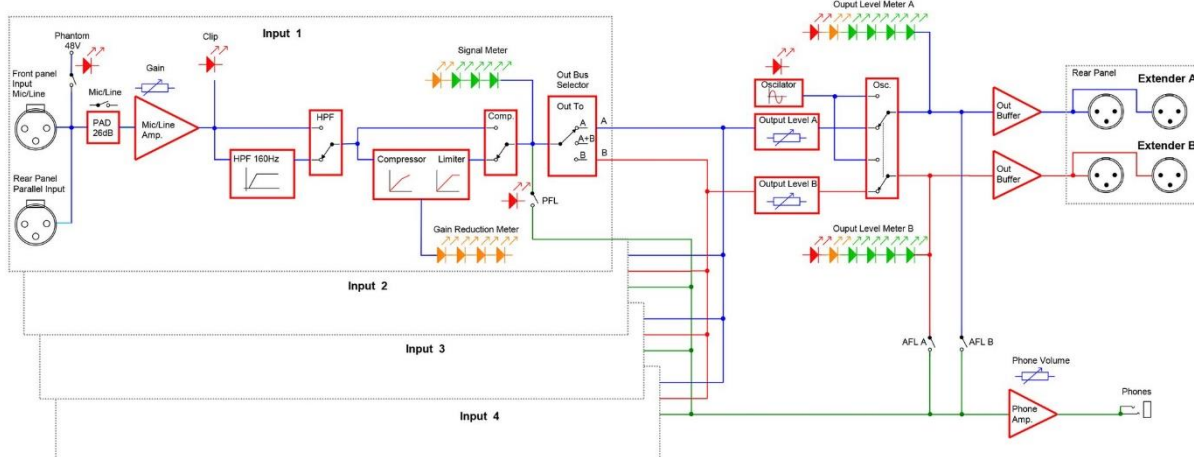 Input 1
Phantom
48V
Clip
Gain
Front panel
Input
Mic/Line
Mic/Line
PAD
26dB
Mic/Line
Amp.
HPF
HPF 160Hz
Rear Panel
Parallel Input
Signal Meter
Comp.
Compressor
Limiter
Gain Reduction Meter
PFL
Out Bus
Selector
Out To
A
A+B
B
A
B
Input 2
Input 3
Input 4
Ouput Level Meter A
Oscilator
Osc.
Output Level A
Output Level B
Ouput Level Meter B
Out
Buffer
Out
Buffer
Rear Panel
Extender A
Extender B
AFL A
AFL B
Phone Volume
Phone
Amp.
Phones